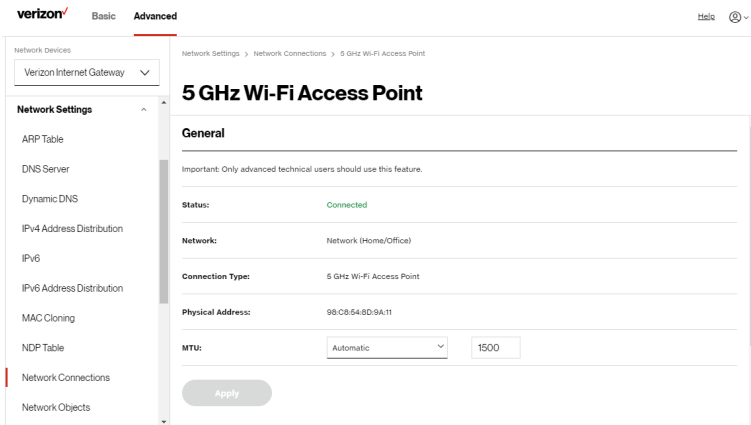 verizon✓
Basic Advanced
Help
Network Devices
Verizon Internet Gateway
Network Settings
ARP Table
DNS Server
Dynamic DNS
IPv4 Address Distribution
IPv6
IPv6 Address Distribution
MAC Cloning
NDP Table
Network Connections
Network Objects
Network Settings > Network Connections > 5 GHz Wi-Fi Access Point
5 GHz Wi-Fi Access Point
General
Important: Only advanced technical users should use this feature.
Status: Connected
Network: Network (Home/Office)
Connection Type: 5 GHz Wi-Fi Access Point
Physical Address: 98:C8:54:8D:9A:11
MTU: Automatic 1500
Apply